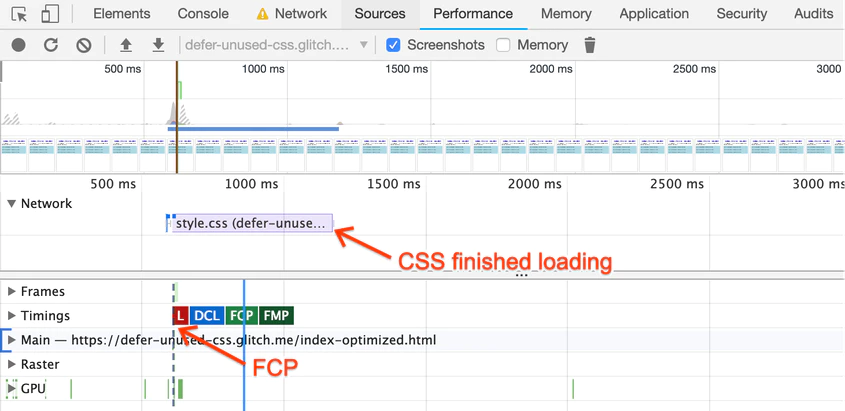 Elements Console Network Sources Performance Memory Application Security Audits
defer-unused-css.glitch.... Screenshots Memory
500 ms 1000 ms 1500 ms 2000 ms 2500 ms 3000
500 ms 1000 ms 1500 ms 2000 ms 2500 ms 3000 ms
Network
style.css (defer-unuse...
CSS finished loading
...
Frames
Timings L DCL FCP FMP
Main — https://defer-unused-css.glitch.me/index-optimized.html
Raster
FCP
GPU